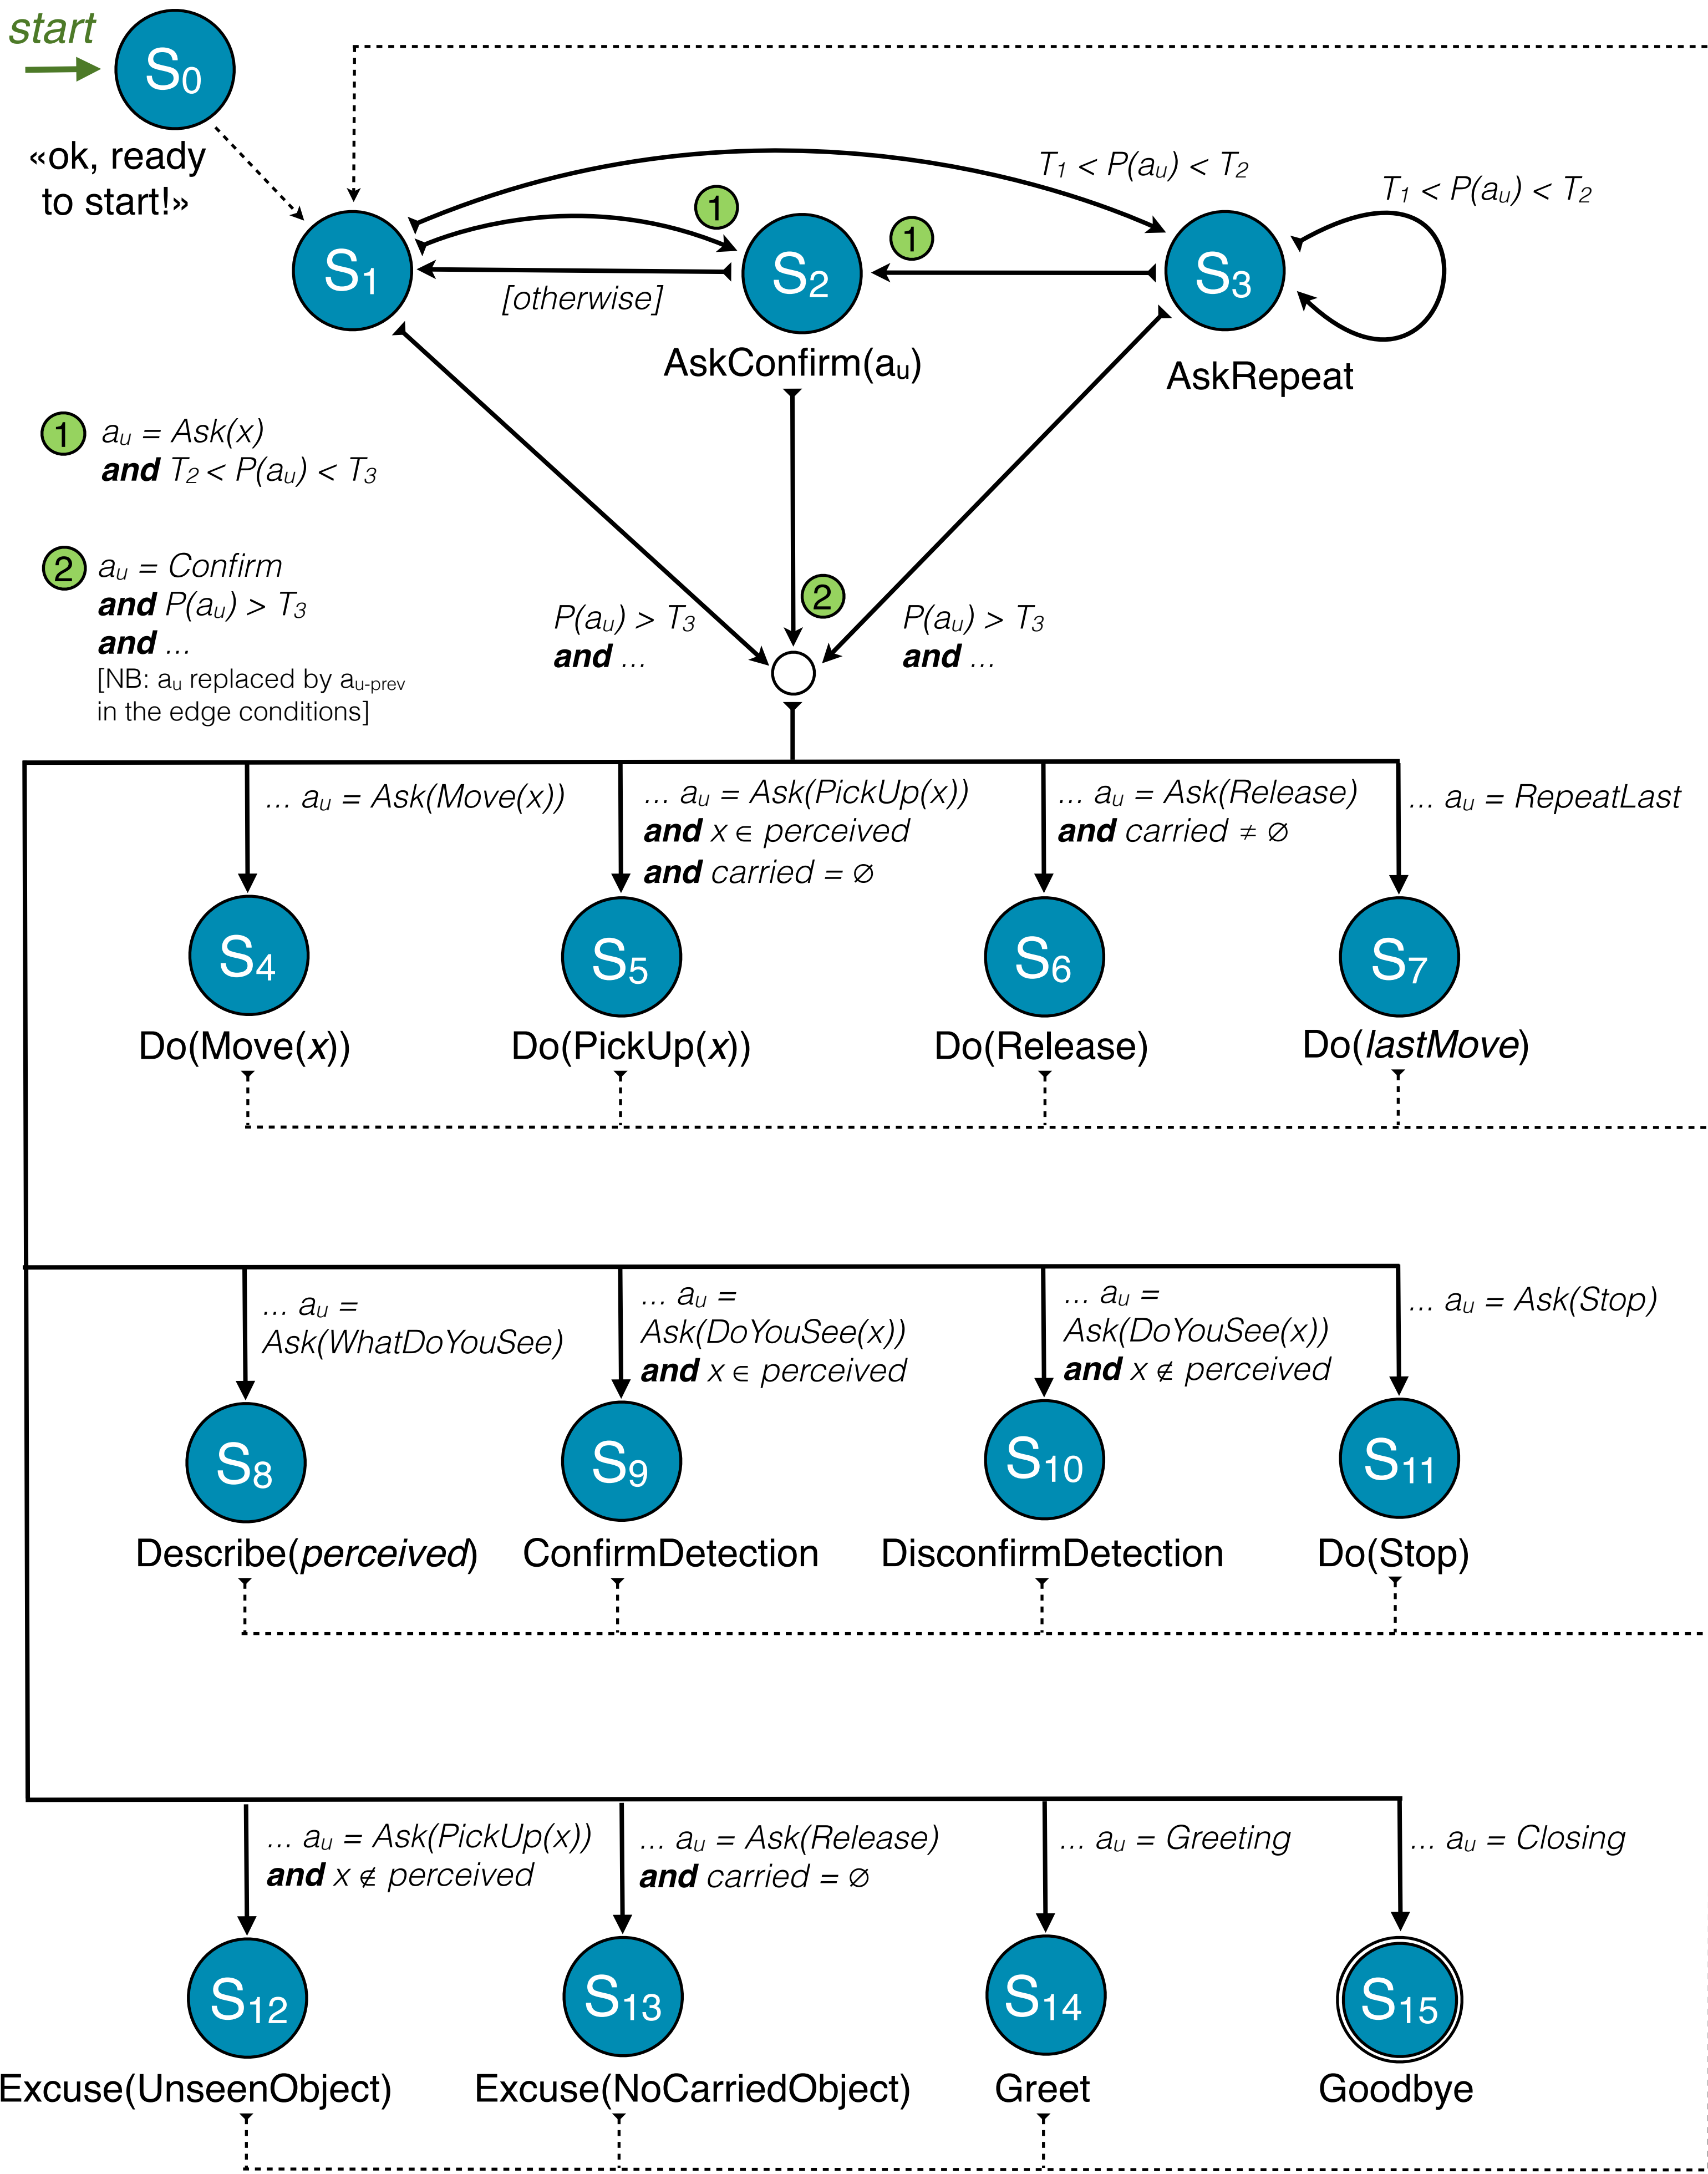 start
S0
«ok, ready
to start!»
T1 < P(au) < T2
T1 < P(au) < T2
1
1
S1
S2
S3
[otherwise]
AskConfirm(au)
AskRepeat
1 au = Ask(x)
and T2 < P(au) < T3
2 au = Confirm
and P(au) > T3
and ...
[NB: au replaced by au-prev
in the edge conditions]
2
P(au) > T3
and ...
P(au) > T3
and ...
... au = Ask(Move(x))
... au = Ask(PickUp(x))
and x ∈ perceived
and carried = ∅
... au = Ask(Release)
and carried ≠ ∅
... au = RepeatLast
S4
S5
S6
S7
Do(Move(x))
Do(PickUp(x))
Do(Release)
Do(lastMove)
... au =
Ask(WhatDoYouSee)
... au =
Ask(DoYouSee(x))
and x ∈ perceived
... au =
Ask(DoYouSee(x))
and x ∉ perceived
... au = Ask(Stop)
S8
S9
S10
S11
Describe(perceived)
ConfirmDetection
DisconfirmDetection
Do(Stop)
... au = Ask(PickUp(x))
and x ∉ perceived
... au = Ask(Release)
and carried = ∅
... au = Greeting
... au = Closing
S12
S13
S14
S15
Excuse(UnseenObject)
Excuse(NoCarriedObject)
Greet
Goodbye